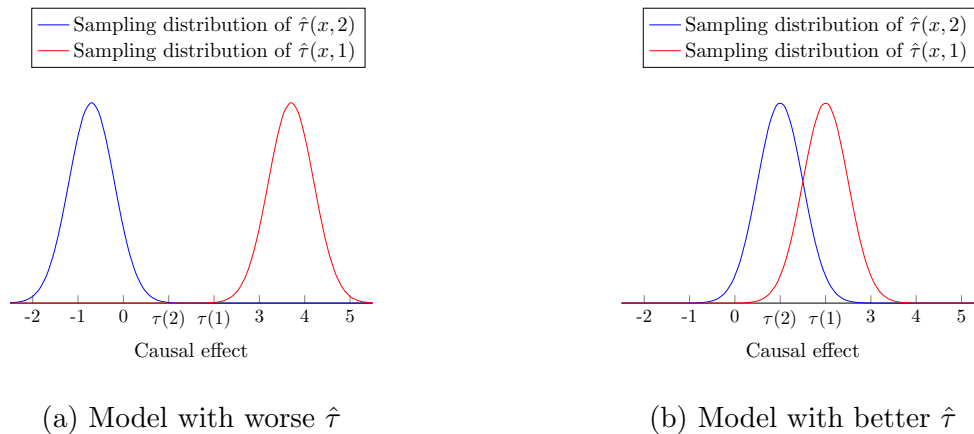 Sampling distribution of τ̂(x, 2)
Sampling distribution of τ̂(x, 1)
-2 -1 0 τ(2) τ(1) 3 4 5
Causal effect
(a) Model with worse τ̂
Sampling distribution of τ̂(x, 2)
Sampling distribution of τ̂(x, 1)
-2 -1 0 τ(2) τ(1) 3 4 5
Causal effect
(b) Model with better τ̂